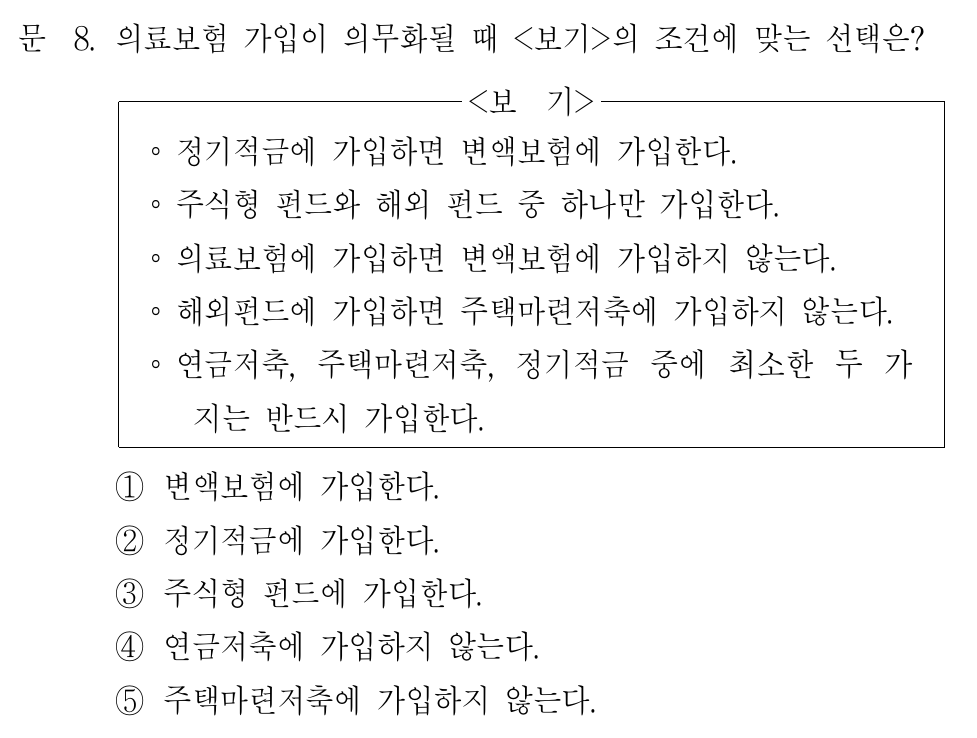 문 8. 의료보험 가입이 의무화될 때 <보기>의 조건에 맞는 선택은?
<보 기>
◦ 정기적금에 가입하면 변액보험에 가입한다.
◦ 주식형 펀드와 해외 펀드 중 하나만 가입한다.
◦ 의료보험에 가입하면 변액보험에 가입하지 않는다.
◦ 해외펀드에 가입하면 주택마련저축에 가입하지 않는다.
◦ 연금저축, 주택마련저축, 정기적금 중에 최소한 두 가
지는 반드시 가입한다.
① 변액보험에 가입한다.
② 정기적금에 가입한다.
③ 주식형 펀드에 가입한다.
④ 연금저축에 가입하지 않는다.
⑤ 주택마련저축에 가입하지 않는다.